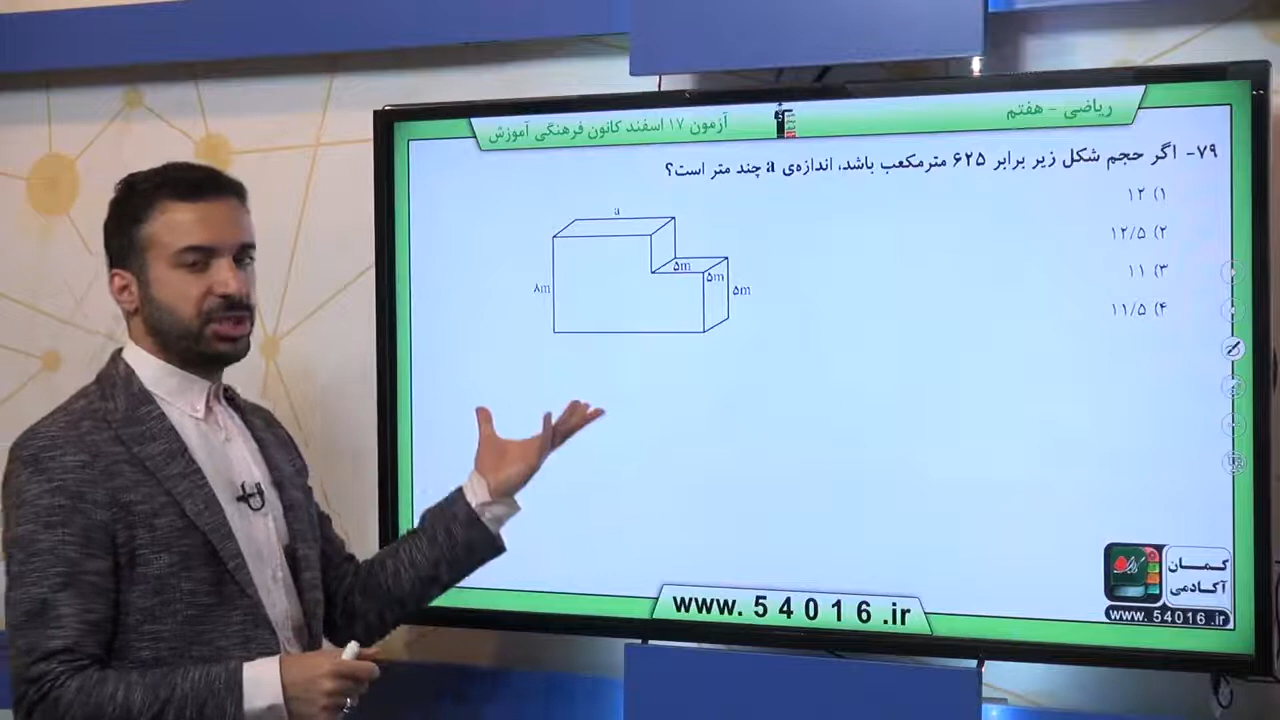 ریاضی - هفتم
آزمون ۱۷ اسفند کانون فرهنگی آموزش
۷۹- اگر حجم شکل زیر برابر ۶۲۵ مترمکعب باشد، اندازه‌ی a چند متر است؟
۱) ۱۲
۲) ۱۲/۵
۳) ۱۱
۴) ۱۱/۵
a
۵m
۵m
۸m
۵m
کمان
آکادمی
www. 54016 .ir
www. 54016 .ir